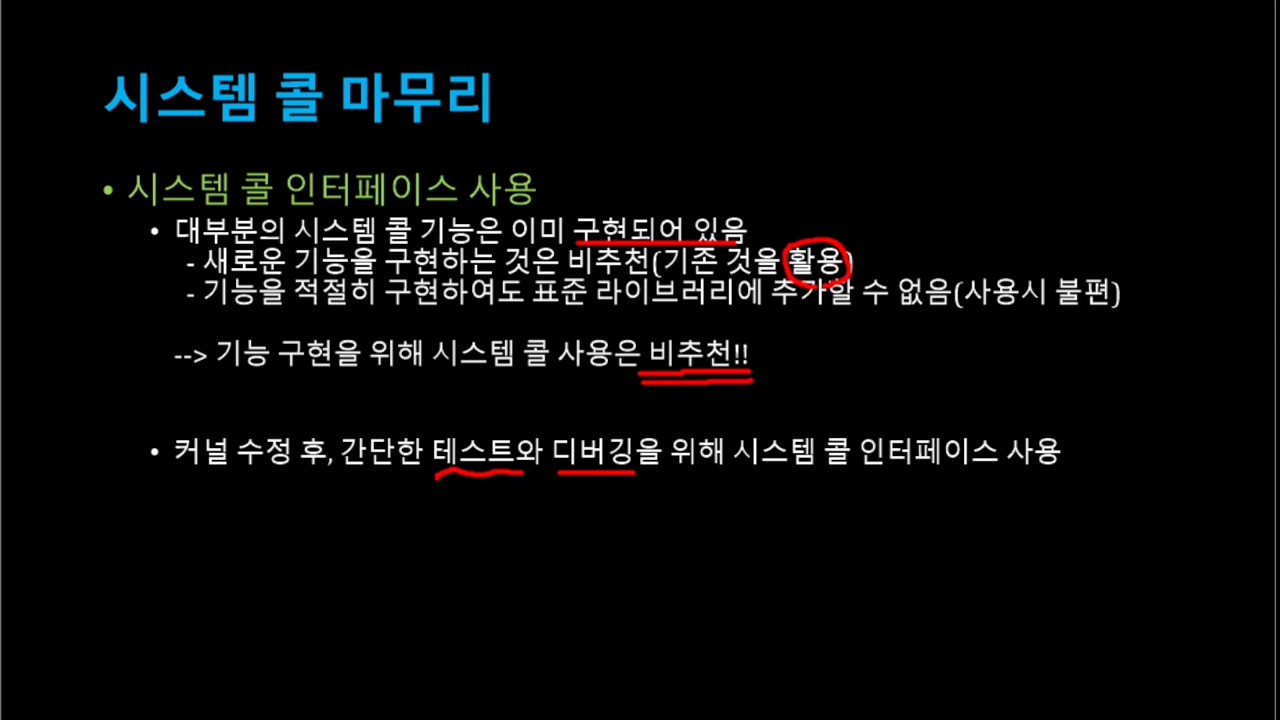 시스템 콜 마무리
• 시스템 콜 인터페이스 사용
• 대부분의 시스템 콜 기능은 이미 구현되어 있음
- 새로운 기능을 구현하는 것은 비추천(기존 것을 활용)
- 기능을 적절히 구현하여도 표준 라이브러리에 추가할 수 없음(사용시 불편)
--> 기능 구현을 위해 시스템 콜 사용은 비추천!!
• 커널 수정 후, 간단한 테스트와 디버깅을 위해 시스템 콜 인터페이스 사용